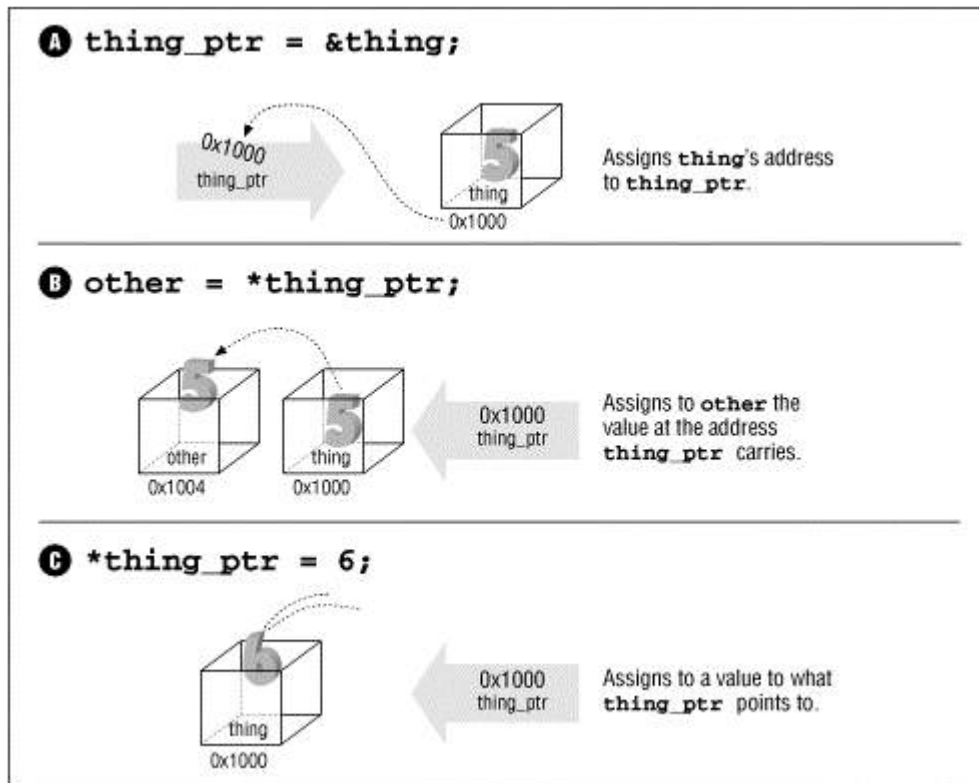 A thing_ptr = &thing;
0x1000
thing_ptr
5
thing
0x1000
Assigns thing's address
to thing_ptr.
B other = *thing_ptr;
5
other
0x1004
5
thing
0x1000
0x1000
thing_ptr
Assigns to other the
value at the address
thing_ptr carries.
C *thing_ptr = 6;
6
thing
0x1000
0x1000
thing_ptr
Assigns to a value to what
thing_ptr points to.